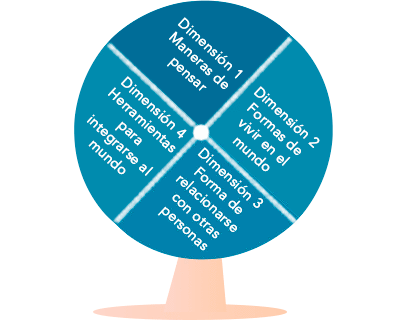 Dimensión 1
Maneras de
pensar
Dimensión 2
Formas de
vivir en el
mundo
Dimensión 3
Forma de
relacionarse
con otras
personas
Dimensión 4
Herramientas
para
integrarse al
mundo